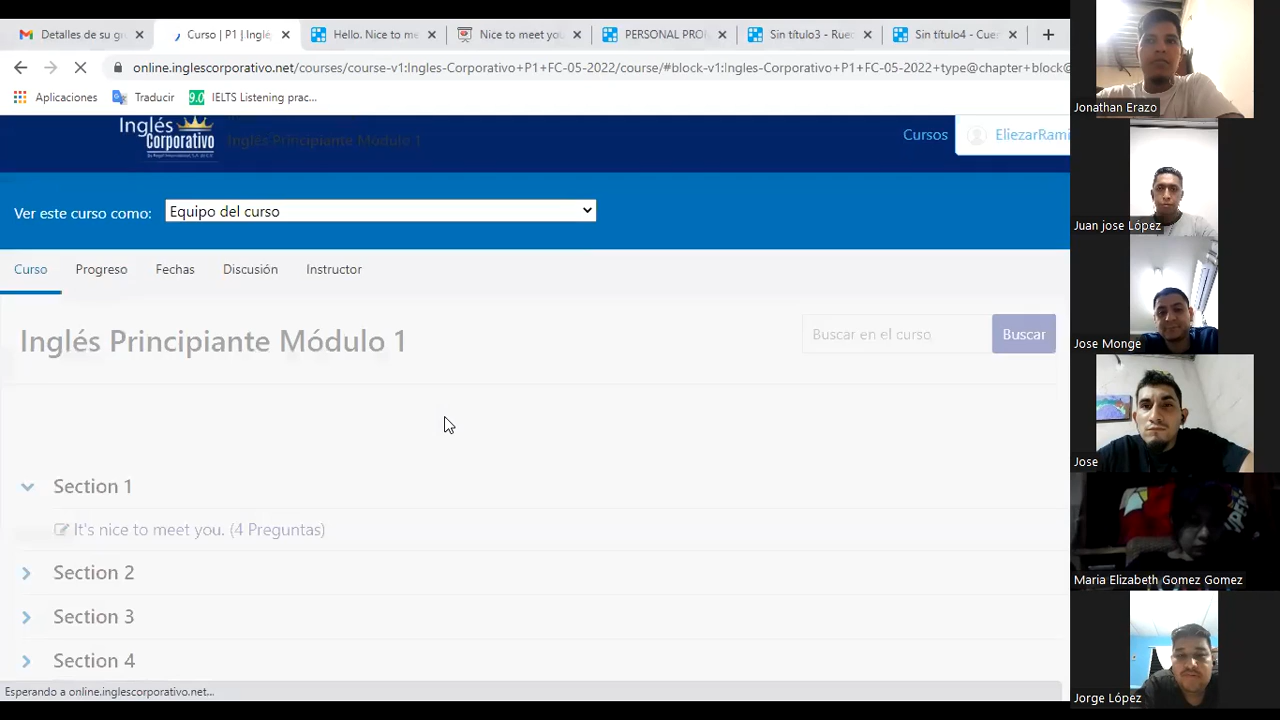 Detalles de su gr
Curso | P1 | Inglé
Hello. Nice to me
Nice to meet you
PERSONAL PRO
Sin título3 - Rue
Sin título4 - Cue
online.inglescorporativo.net/courses/course-v1:Ingles-Corporativo+P1+FC-05-2022/course/#block-v1:Ingles-Corporativo+P1+FC-05-2022+type@chapter+block@
Aplicaciones
Traducir
9.0
IELTS Listening prac...
Inglés
Corporativo
Inglés Principiante Módulo 1
Cursos
EliezarRami
Ver este curso como:
Equipo del curso
Curso
Progreso
Fechas
Discusión
Instructor
Inglés Principiante Módulo 1
Buscar en el curso
Buscar
Section 1
It's nice to meet you. (4 Preguntas)
Section 2
Section 3
Section 4
Esperando a online.inglescorporativo.net...
Jonathan Erazo
Juan jose López
Jose Monge
Jose
Maria Elizabeth Gomez Gomez
Jorge López